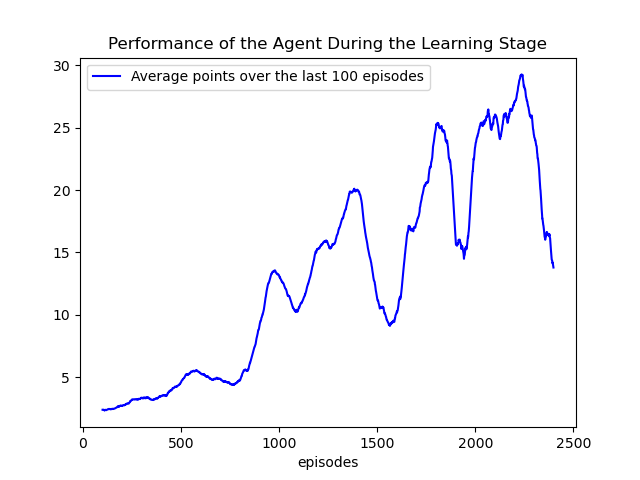 Performance of the Agent During the Learning Stage
Average points over the last 100 episodes
30
25
20
15
10
5
0 500 1000 1500 2000 2500
episodes